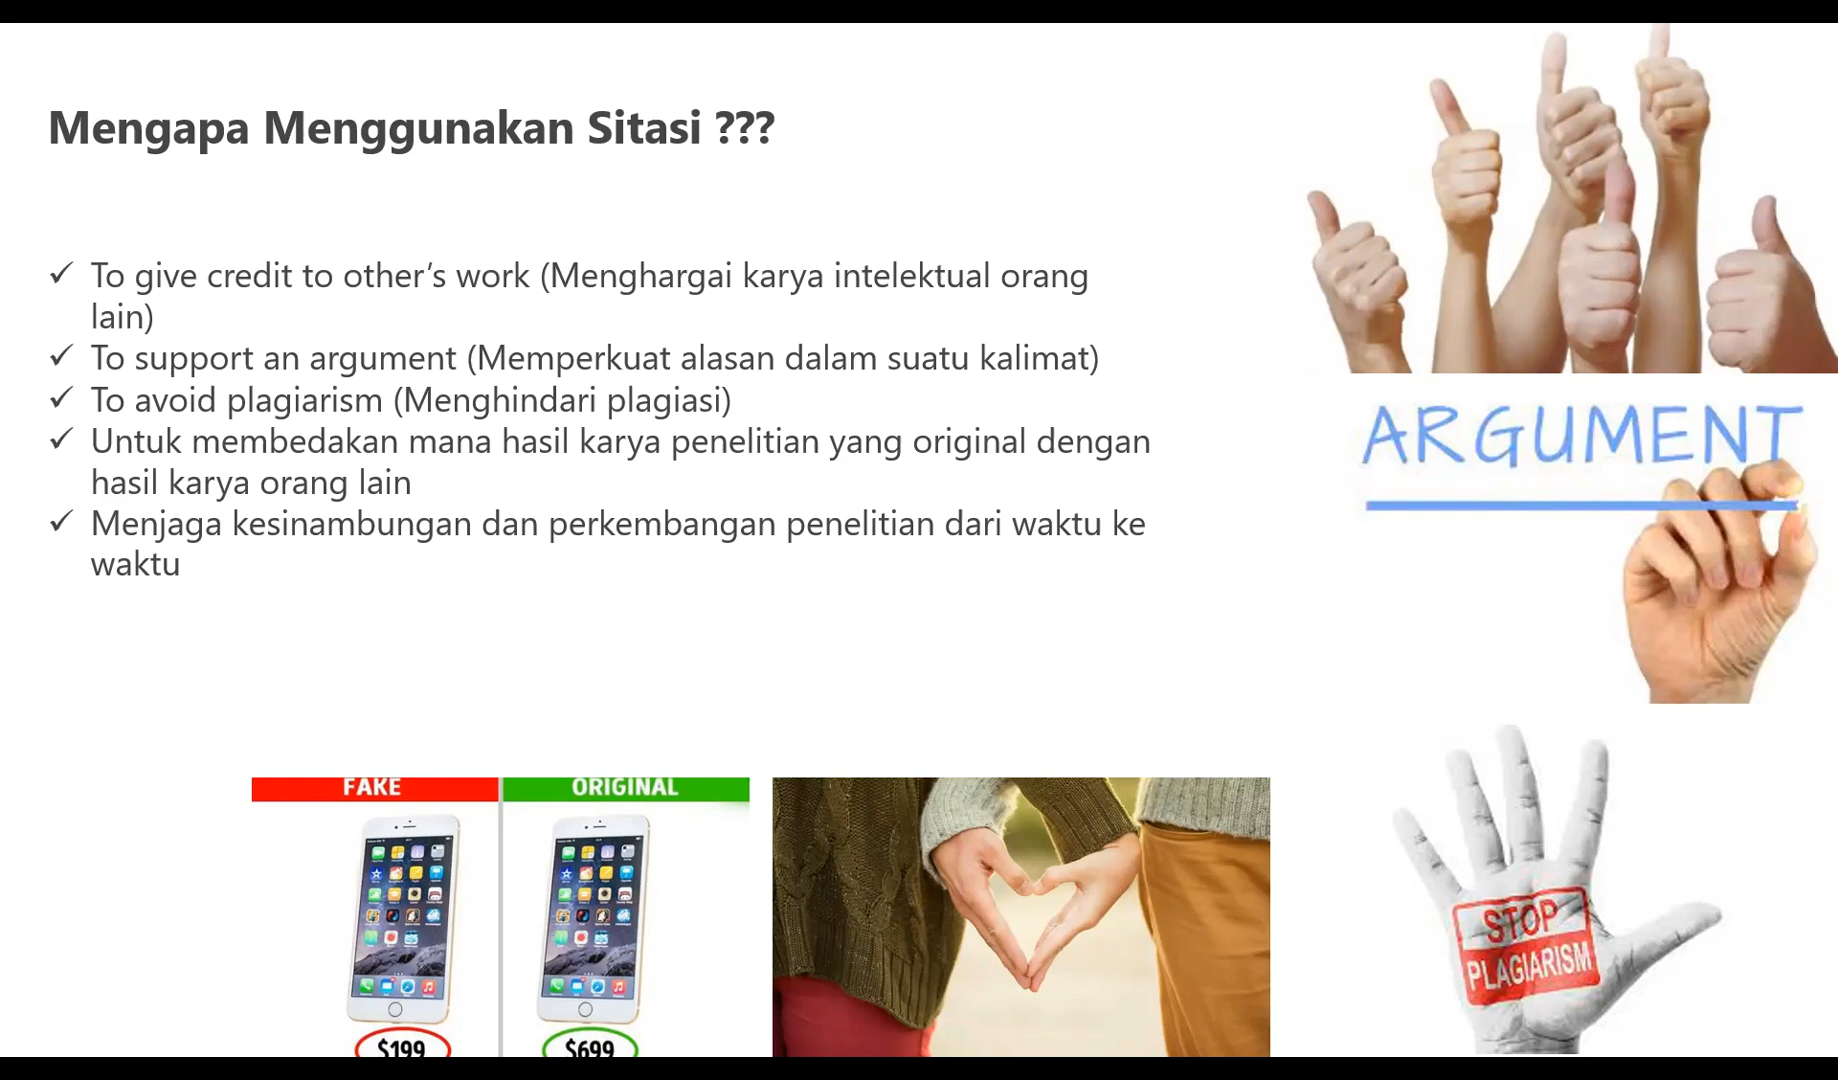 Mengapa Menggunakan Sitasi ???
✓ To give credit to other’s work (Menghargai karya intelektual orang
lain)
✓ To support an argument (Memperkuat alasan dalam suatu kalimat)
✓ To avoid plagiarism (Menghindari plagiasi)
✓ Untuk membedakan mana hasil karya penelitian yang original dengan
hasil karya orang lain
✓ Menjaga kesinambungan dan perkembangan penelitian dari waktu ke
waktu
ARGUMENT
FAKE
ORIGINAL
$199
$699
STOP
PLAGIARISM